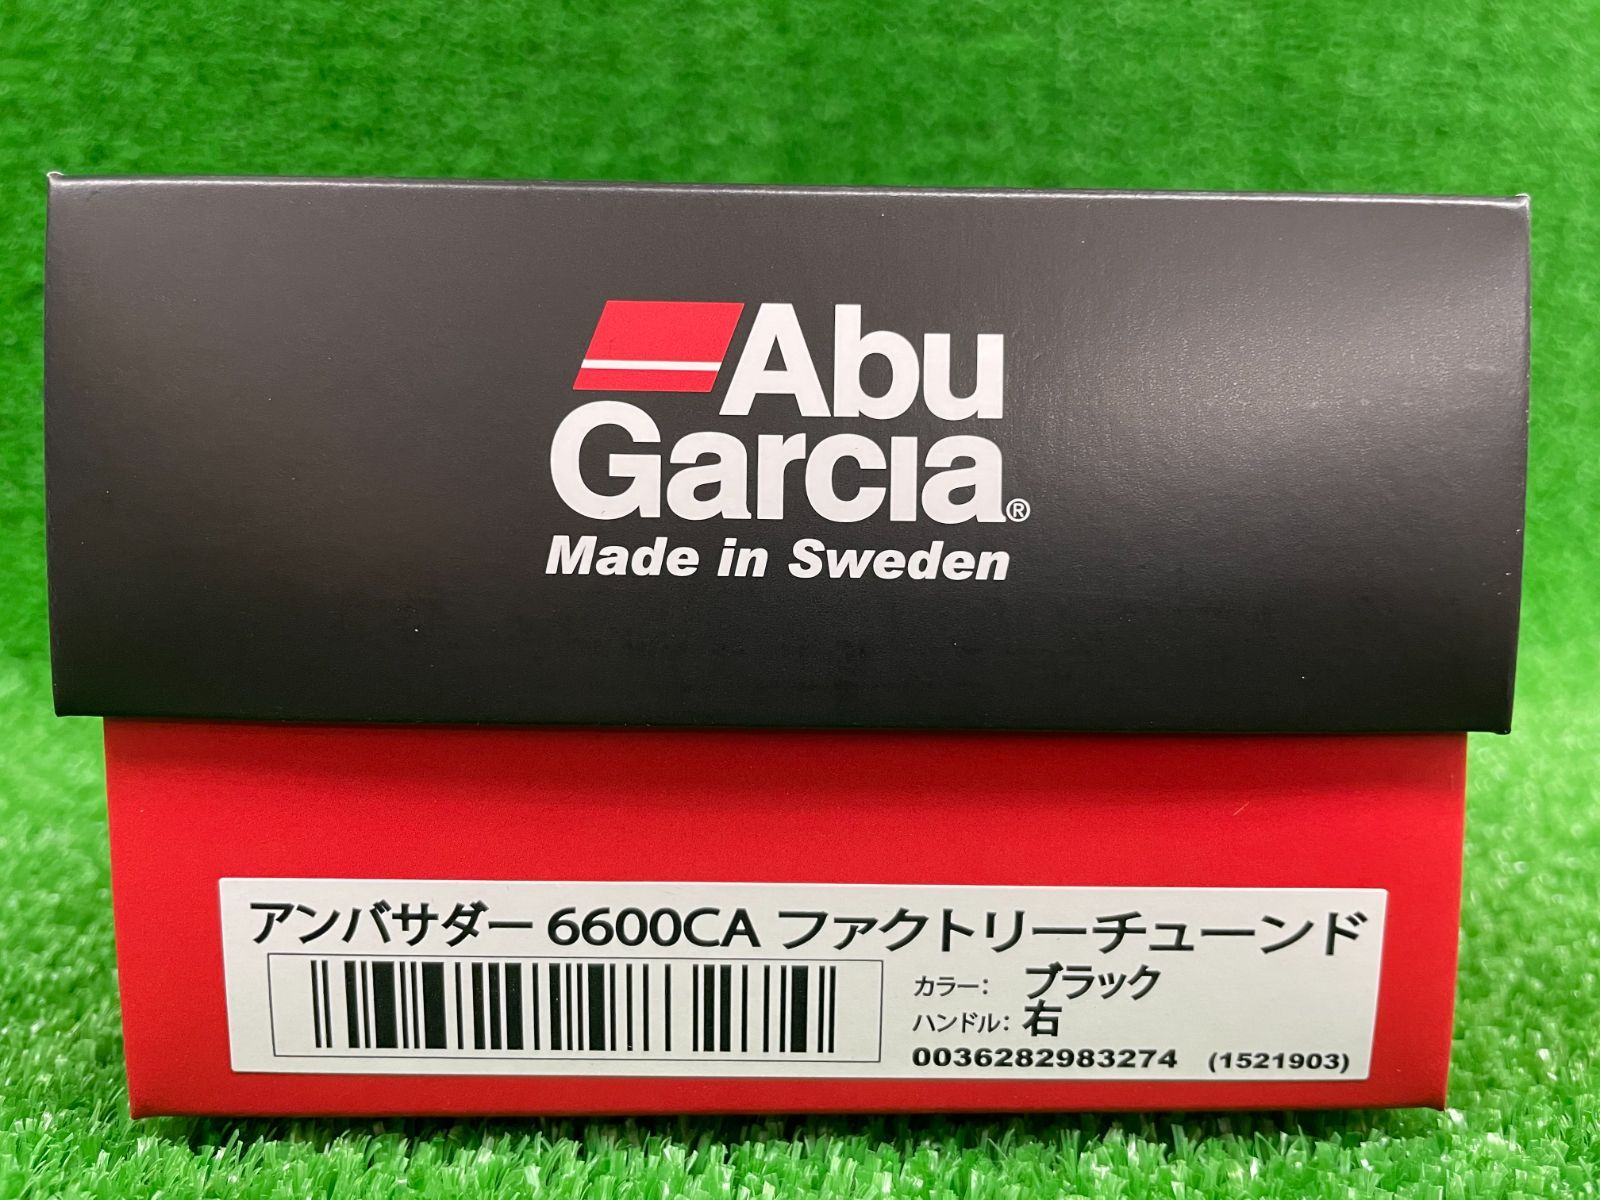 Abu
Garcia®
Made in Sweden
アンバサダー 6600CA ファクトリーチューンド
カラー: ブラック
ハンドル: 右
0036282983274 (1521903)